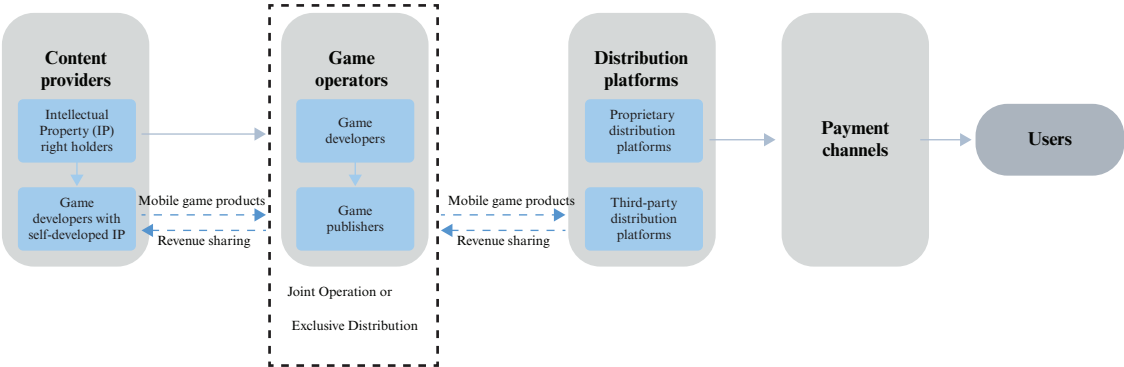 Content
providers
Intellectual
Property (IP)
right holders
Game
developers with
self-developed IP
Mobile game products
Revenue sharing
Game
operators
Game
developers
Game
publishers
Joint Operation or
Exclusive Distribution
Mobile game products
Revenue sharing
Distribution
platforms
Proprietary
distribution
platforms
Third-party
distribution
platforms
Payment
channels
Users